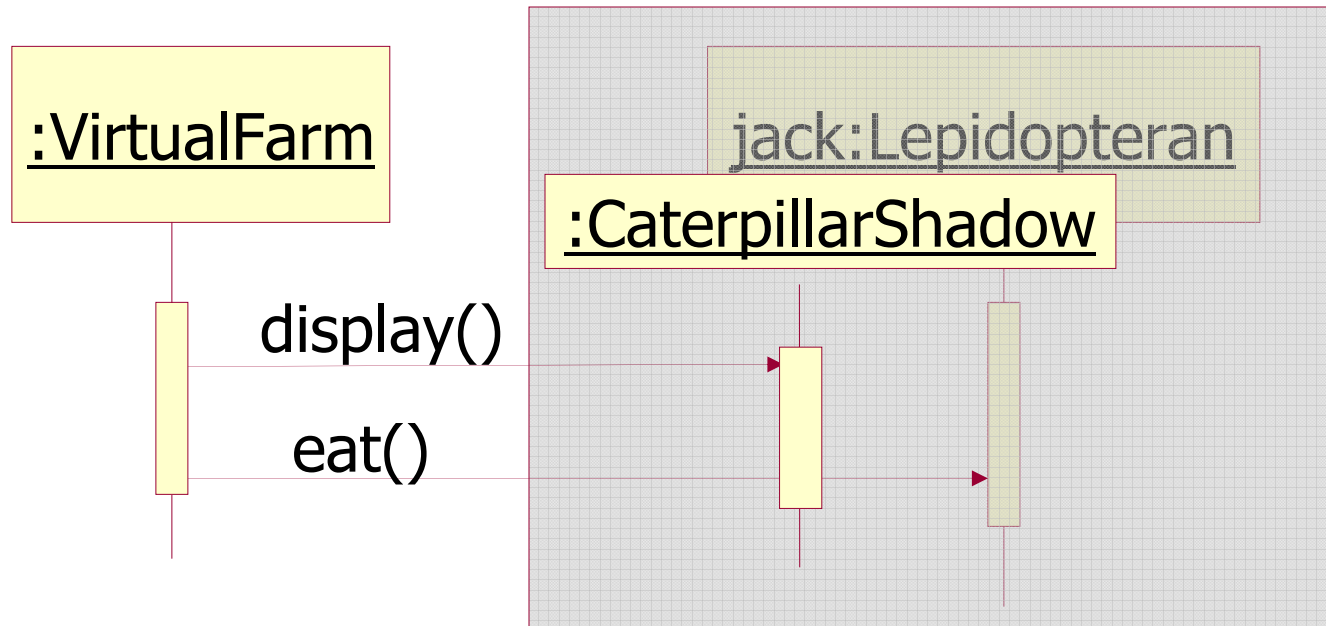 :VirtualFarm
jack:Lepidopteran
:CaterpillarShadow
display()
eat()